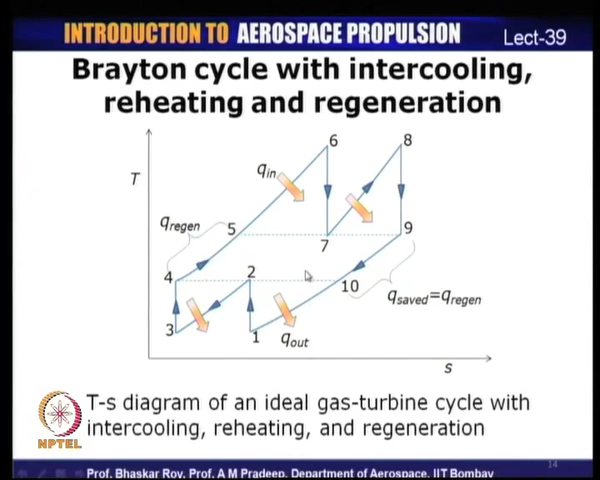 INTRODUCTION TO AEROSPACE PROPULSION Lect-39
Brayton cycle with intercooling,
reheating and regeneration
6
8
T
qin
qregen
5
7
9
4
2
10
qsaved=qregen
3
1
qout
s
T-s diagram of an ideal gas-turbine cycle with
intercooling, reheating, and regeneration
NPTEL
14
Prof. Bhaskar Roy, Prof. A M Pradeep, Department of Aerospace, IIT Bombay